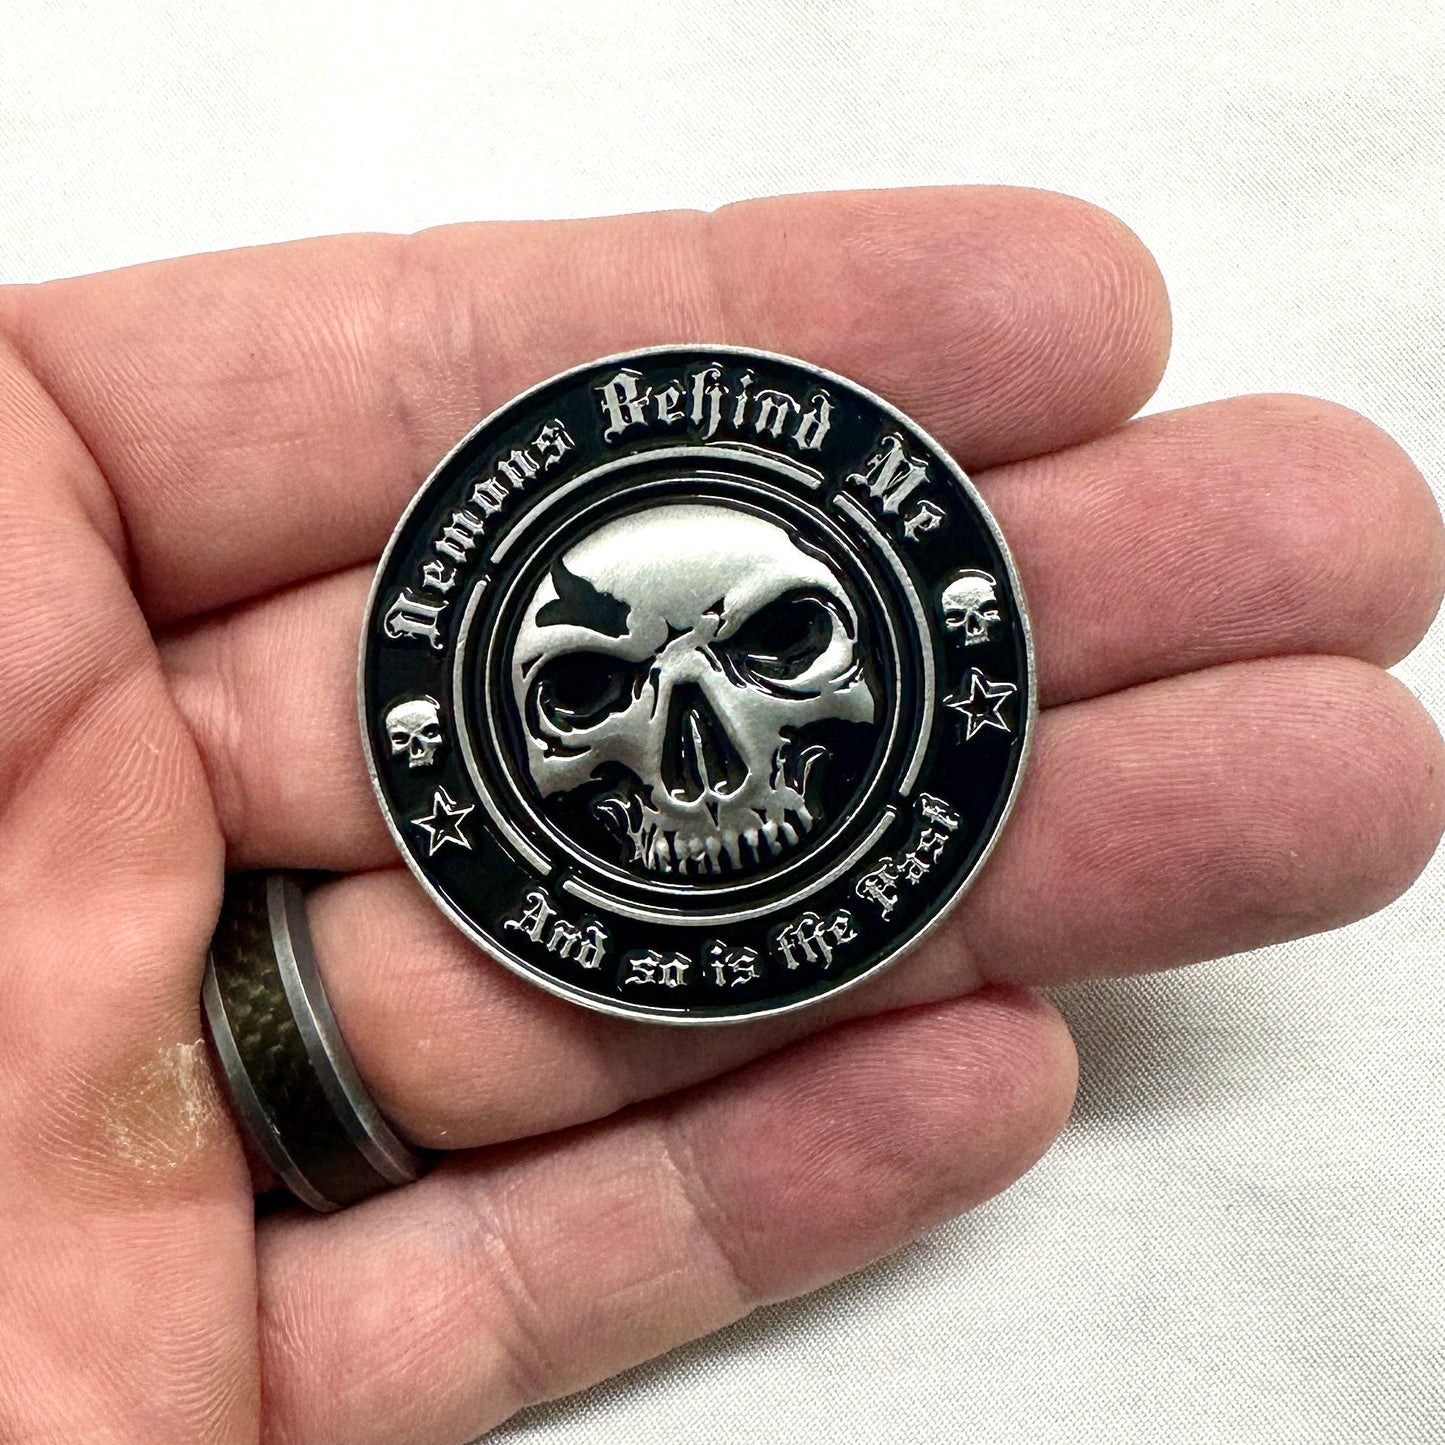 Demons Behind Me
And so is the Past